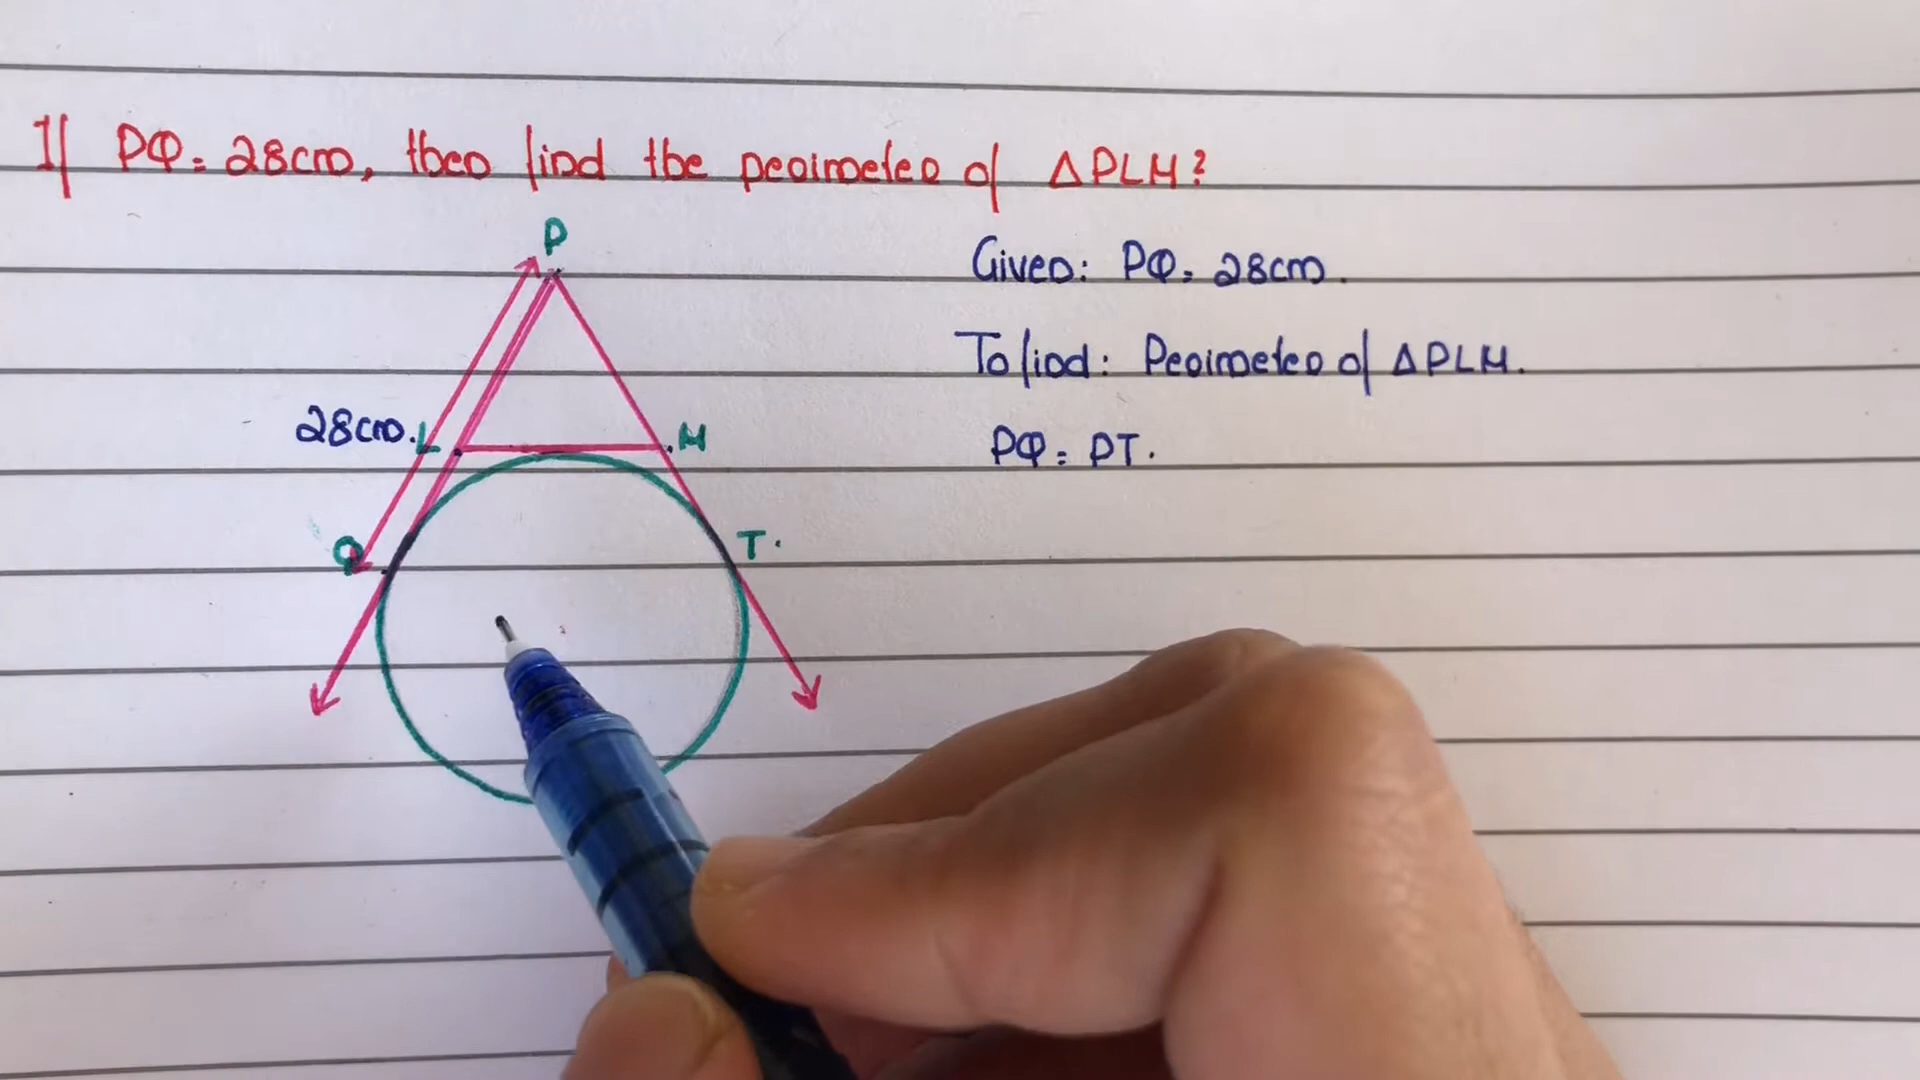 If PQ = 28cm, then find the perimeter of ΔPLM?
P
Given: PQ = 28cm.
To find: Perimeter of ΔPLM.
28cm. L
M
PQ = PT.
Q
T.